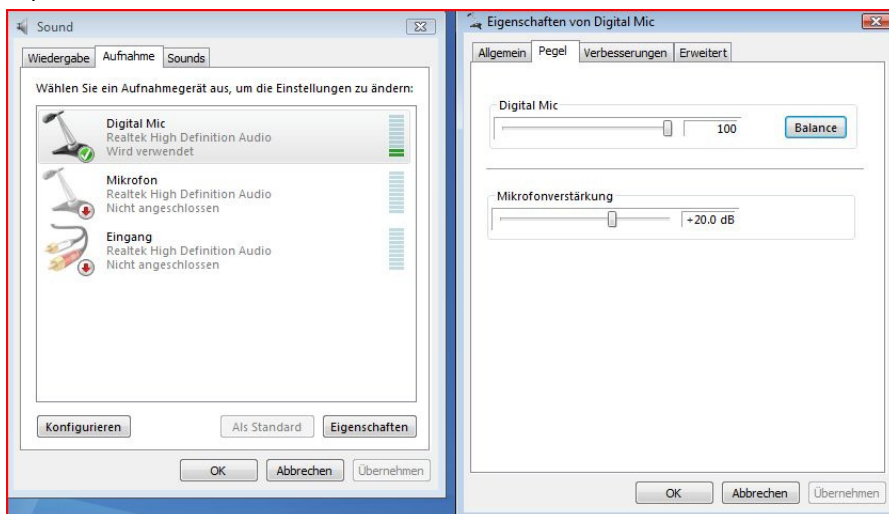 Sound
Wiedergabe Aufnahme Sounds
Wählen Sie ein Aufnahmegerät aus, um die Einstellungen zu ändern:
Digital Mic
Realtek High Definition Audio
Wird verwendet
Mikrofon
Realtek High Definition Audio
Nicht angeschlossen
Eingang
Realtek High Definition Audio
Nicht angeschlossen
Konfigurieren Als Standard Eigenschaften
OK Abbrechen Übernehmen
Eigenschaften von Digital Mic
Allgemein Pegel Verbesserungen Erweitert
Digital Mic
100 Balance
Mikrofonverstärkung
+20.0 dB
OK Abbrechen Übernehmen